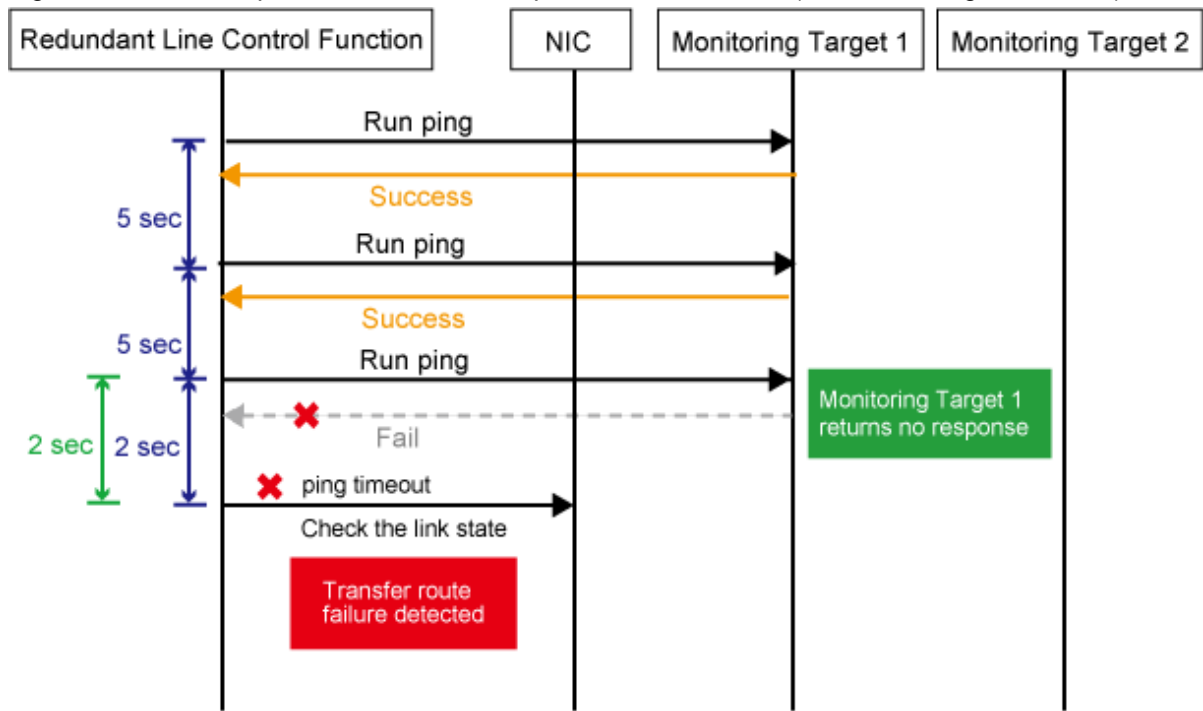 Redundant Line Control Function
NIC
Monitoring Target 1
Monitoring Target 2
Run ping
Success
5 sec
Run ping
Success
5 sec
Run ping
Monitoring Target 1
returns no response
Fail
2 sec
2 sec
ping timeout
Check the link state
Transfer route
failure detected